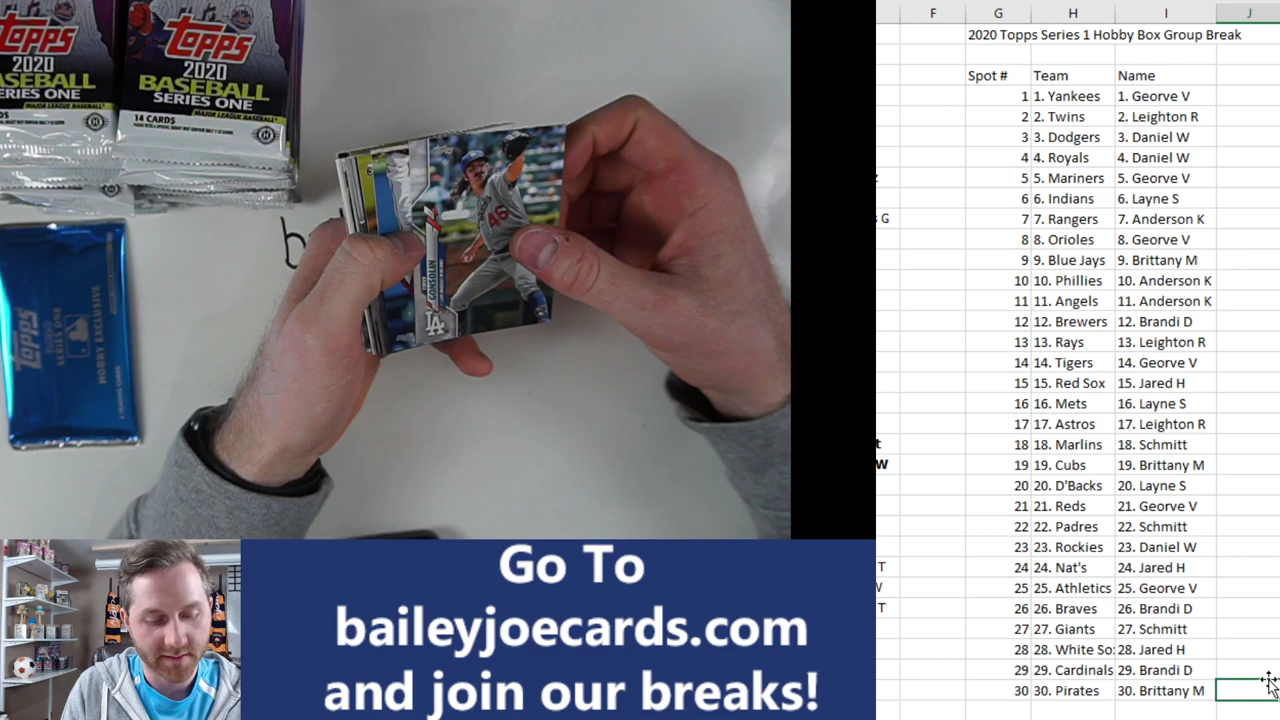 topps
2020
BASEBALL
SERIES ONE
MAJOR LEAGUE BASEBALL
14 CARDS
topps
2020
BASEBALL
SERIES ONE
MAJOR LEAGUE BASEBALL
topps
2020
SERIES ONE
HOBBY EXCLUSIVE
b
46
GONSOLIN
LA
Go To
baileyjoecards.com
and join our breaks!
F G H I J
2020 Topps Series 1 Hobby Box Group Break
Spot # Team Name
1 1. Yankees 1. Georve V
2 2. Twins 2. Leighton R
3 3. Dodgers 3. Daniel W
4 4. Royals 4. Daniel W
5 5. Mariners 5. Georve V
6 6. Indians 6. Layne S
7 7. Rangers 7. Anderson K
8 8. Orioles 8. Georve V
9 9. Blue Jays 9. Brittany M
10 10. Phillies 10. Anderson K
11 11. Angels 11. Anderson K
12 12. Brewers 12. Brandi D
13 13. Rays 13. Leighton R
14 14. Tigers 14. Georve V
15 15. Red Sox 15. Jared H
16 16. Mets 16. Layne S
17 17. Astros 17. Leighton R
18 18. Marlins 18. Schmitt
19 19. Cubs 19. Brittany M
20 20. D'Backs 20. Layne S
21 21. Reds 21. Georve V
22 22. Padres 22. Schmitt
23 23. Rockies 23. Daniel W
24 24. Nat's 24. Jared H
25 25. Athletics 25. Georve V
26 26. Braves 26. Brandi D
27 27. Giants 27. Schmitt
28 28. White So 28. Jared H
29 29. Cardinals 29. Brandi D
30 30. Pirates 30. Brittany M